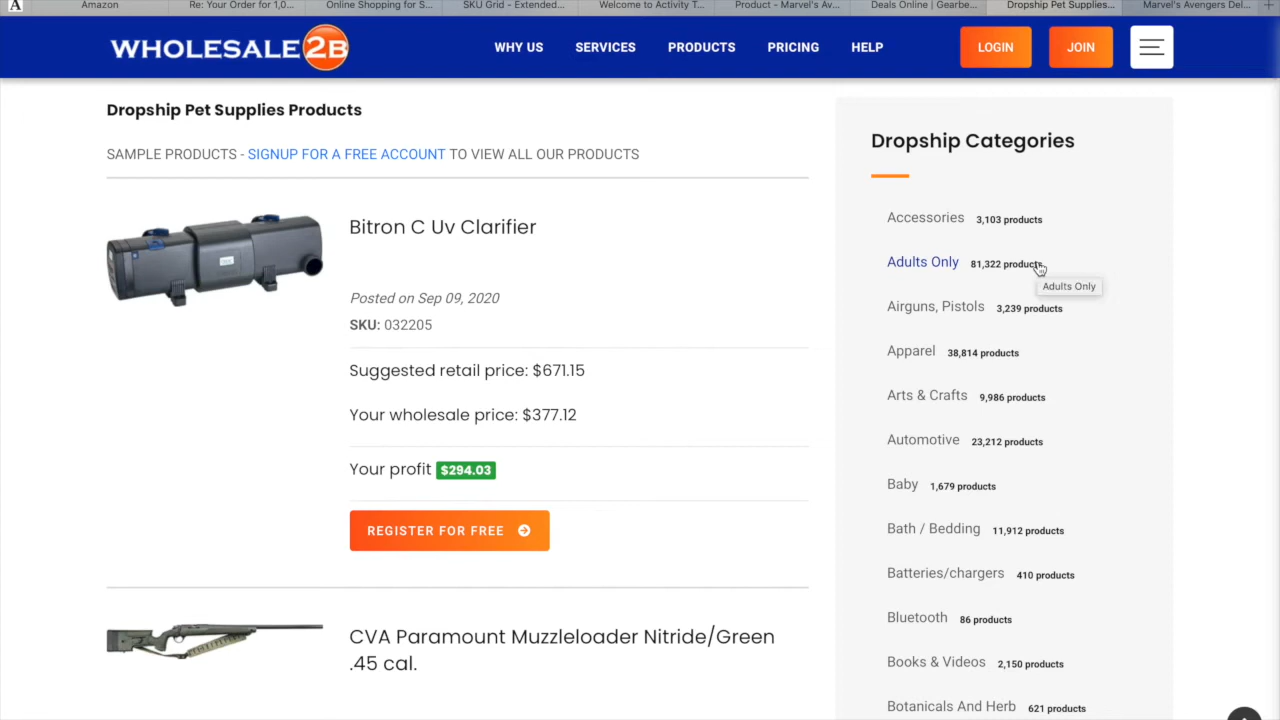 A
Amazon
Re: Your Order for 1,0...
Online Shopping for S...
SKU Grid - Extended...
Welcome to Activity T...
Product - Marvel's Av...
Deals Online | Gearbe...
Dropship Pet Supplies...
Marvel's Avengers Del...
WHOLESALE2B
WHY US
SERVICES
PRODUCTS
PRICING
HELP
LOGIN
JOIN
Dropship Pet Supplies Products
SAMPLE PRODUCTS - SIGNUP FOR A FREE ACCOUNT TO VIEW ALL OUR PRODUCTS
Bitron C Uv Clarifier
Posted on Sep 09, 2020
SKU: 032205
Suggested retail price: $671.15
Your wholesale price: $377.12
Your profit $294.03
REGISTER FOR FREE
CVA Paramount Muzzleloader Nitride/Green
.45 cal.
Dropship Categories
Accessories 3,103 products
Adults Only 81,322 products
Adults Only
Airguns, Pistols 3,239 products
Apparel 38,814 products
Arts & Crafts 9,986 products
Automotive 23,212 products
Baby 1,679 products
Bath / Bedding 11,912 products
Batteries/chargers 410 products
Bluetooth 86 products
Books & Videos 2,150 products
Botanicals And Herb 621 products